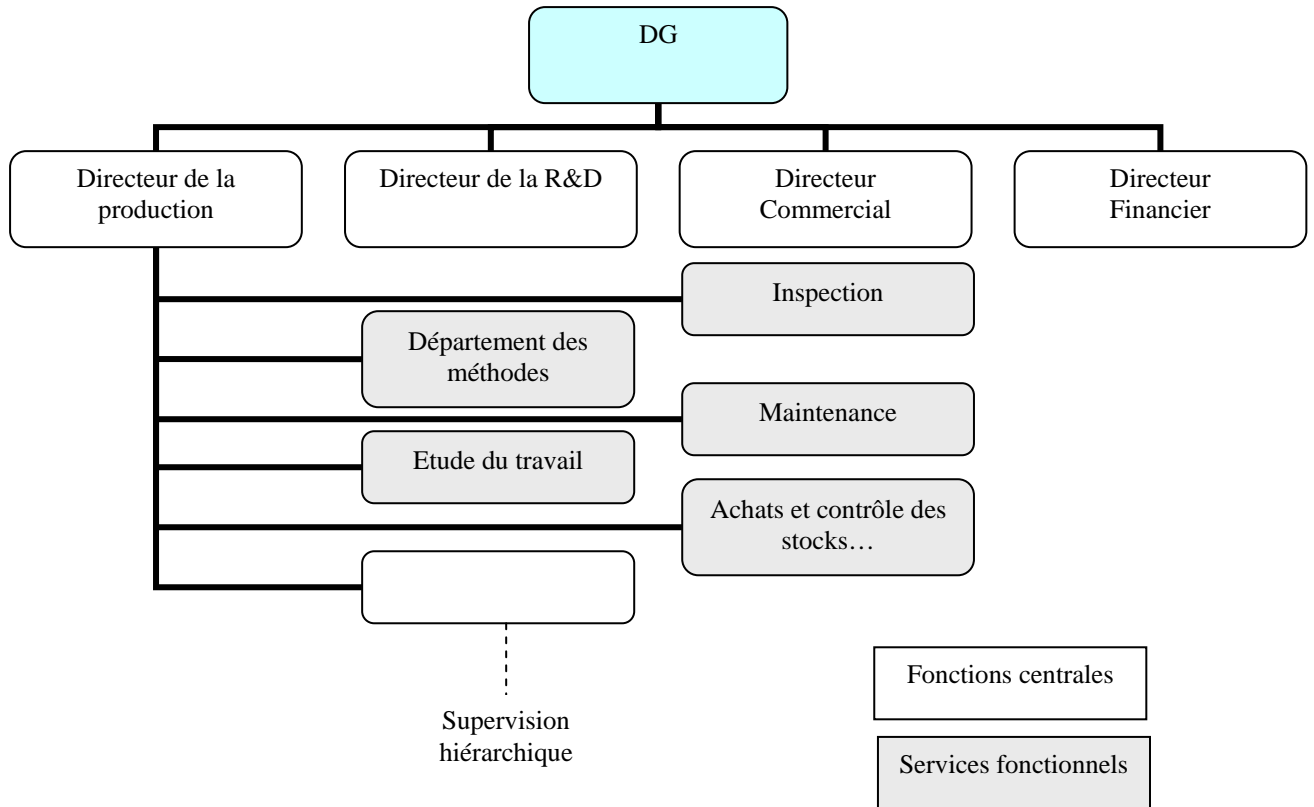 DG
Directeur de la
production
Directeur de la R&D
Directeur
Commercial
Directeur
Financier
Inspection
Département des
méthodes
Maintenance
Etude du travail
Achats et contrôle des
stocks…
Supervision
hiérarchique
Fonctions centrales
Services fonctionnels